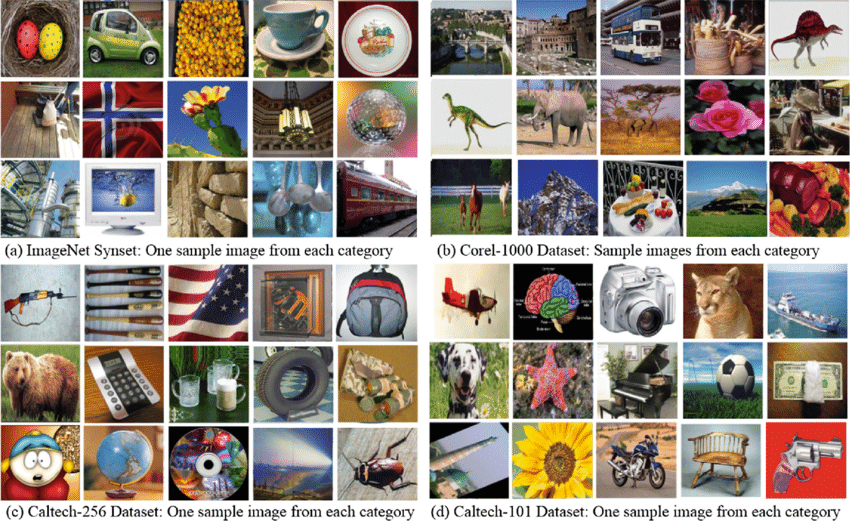 (a) ImageNet Synset: One sample image from each category
(b) Corel-1000 Dataset: Sample images from each category
(c) Caltech-256 Dataset: One sample image from each category
(d) Caltech-101 Dataset: One sample image from each category